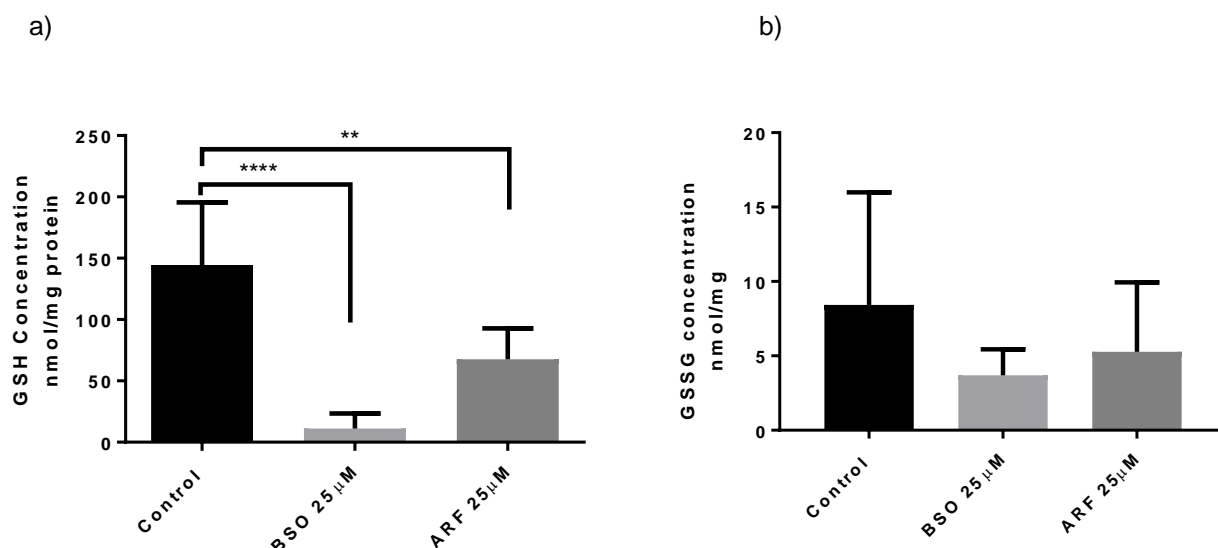 a)
GSH Concentration
nmol/mg protein
250
200
150
100
50
0
**
****
Control
BSO 25 μM
ARF 25μM
b)
GSSG concentration
nmol/mg
20
15
10
5
0
Control
BSO 25 μM
ARF 25μM